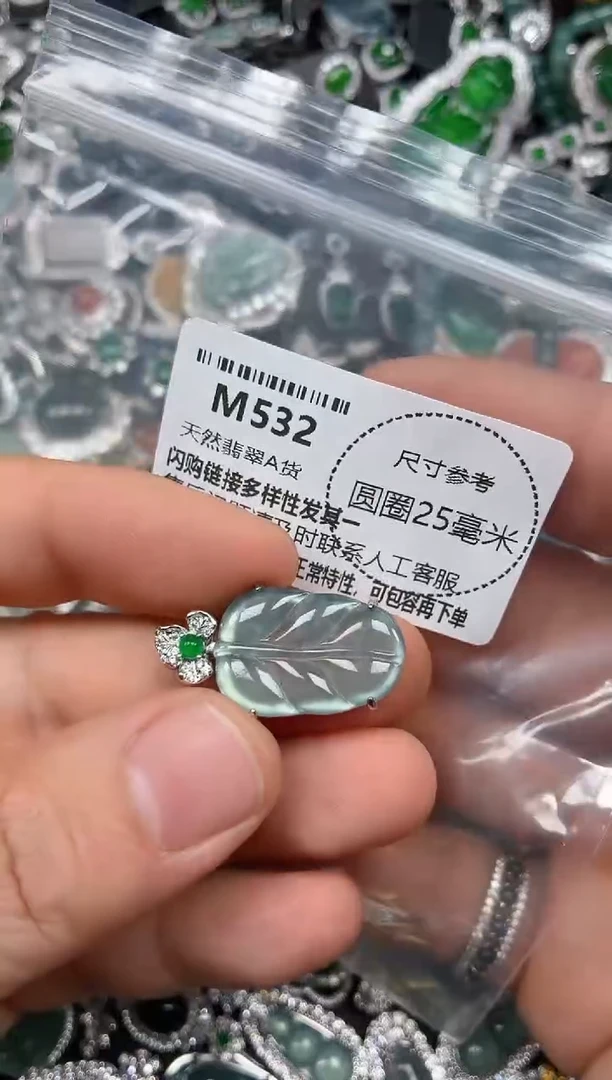 M532
天然翡翠A货
闪购链接多样性发其一
时联系人工客服
正常特性，可包容再下单
尺寸参考
圆圈25毫米